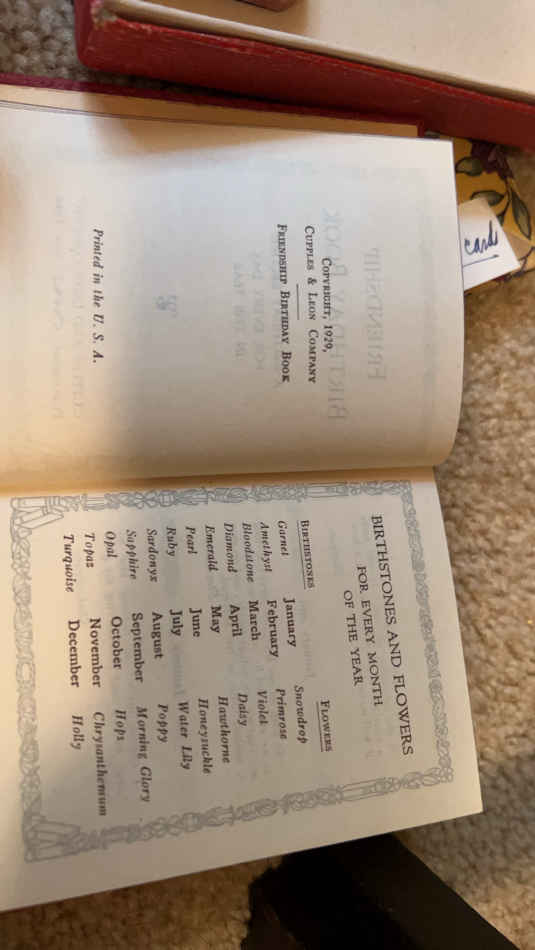 COPYRIGHT, 1929,
CUPPLES & LEON COMPANY
FRIENDSHIP BIRTHDAY BOOK
Printed in the U. S. A.
BIRTHSTONES AND FLOWERS
FOR EVERY MONTH
OF THE YEAR
BIRTHSTONES FLOWERS
Garnet January Snowdrop
Amethyst February Primrose
Bloodstone March Violet
Diamond April Daisy
Emerald May Hawthorne
Pearl June Honeysuckle
Ruby July Water Lily
Sardonyx August Poppy
Sapphire September Morning Glory
Opal October Hops
Topaz November Chrysanthemum
Turquoise December Holly